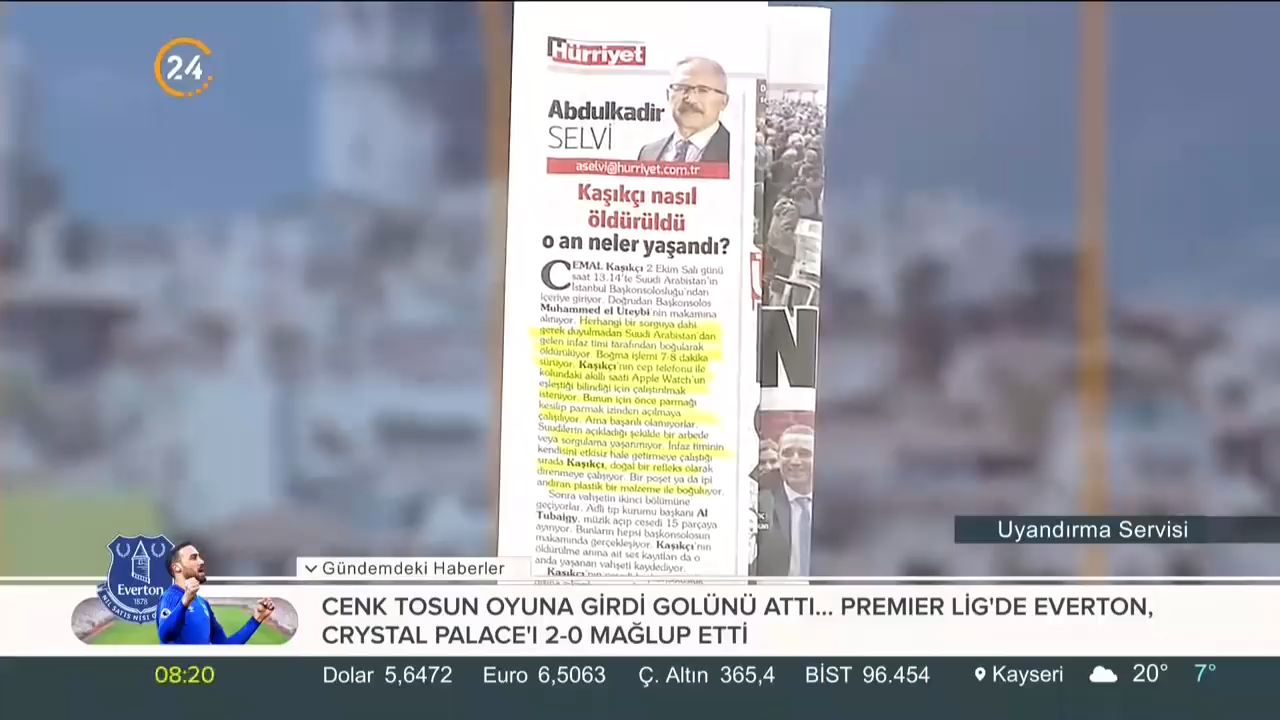 24
Hürriyet
Abdulkadir
SELVİ
aselvi@hurriyet.com.tr
Kaşıkçı nasıl
öldürüldü
o an neler yaşandı?
CEMAL Kaşıkçı 2 Ekim Salı günü
saat 13.14'te Suudi Arabistan'ın
İstanbul Başkonsolosluğu'ndan
içeriye giriyor. Doğrudan Başkonsolos
Muhammed el Uteybi'nin makamına
alınıyor. Herhangi bir sorguya dahi
gerek duyulmadan Suudi Arabistan'dan
gelen infaz timi tarafından boğularak
öldürülüyor. Boğma işlemi 7-8 dakika
sürüyor. Kaşıkçı'nın cep telefonu ile
kolundaki akıllı saati Apple Watch'un
eşleştiği bilindiği için çalıştırılmak
isteniyor. Bunun için önce parmağı
kesilip parmak izinden açılmaya
çalışılıyor. Ama başarılı olamıyorlar.
Suudilerin açıkladığı şekilde bir arbede
veya sorgulama yaşanmıyor. İnfaz timinin
kendisini etkisiz hale getirmeye çalıştığı
sırada Kaşıkçı, doğal bir refleks olarak
direnmeye çalışıyor. Bir poşet ya da ipi
andıran plastik bir malzeme ile boğuluyor.
Sonra vahşetin ikinci bölümüne
geçiyorlar. Adli tıp kurumu başkanı Al
Tubaigy, müzik açıp cesedi 15 parçaya
ayırıyor. Bunların hepsi başkonsolosun
makamında gerçekleşiyor. Kaşıkçı'nın
öldürülme anına ait ses kayıtları da o
anda yaşanan vahşeti kaydediyor.
N
Uyandırma Servisi
Everton
1878
Gündemdeki Haberler
CENK TOSUN OYUNA GİRDİ GOLÜNÜ ATTI... PREMIER LİG'DE EVERTON,
CRYSTAL PALACE'I 2-0 MAĞLUP ETTİ
08:20 Dolar 5,6472 Euro 6,5063 Ç. Altın 365,4 BİST 96.454 Kayseri 20° 7°